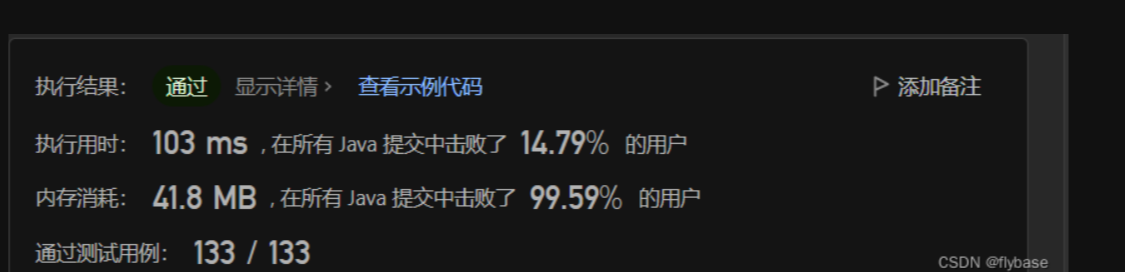 执行结果： 通过 显示详情 › 查看示例代码 添加备注
执行用时： 103 ms ，在所有 Java 提交中击败了 14.79% 的用户
内存消耗： 41.8 MB ，在所有 Java 提交中击败了 99.59% 的用户
通过测试用例： 133 / 133
CSDN @flybase